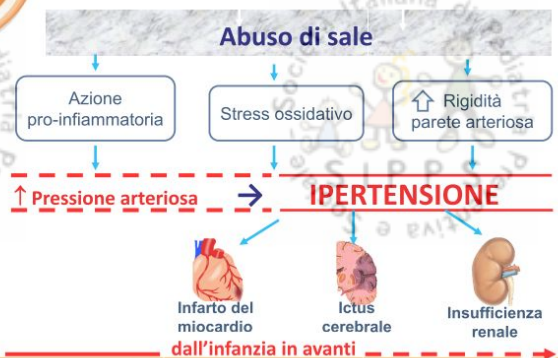 Abuso di sale
Azione
pro-infiammatoria
Stress ossidativo
Rigidità
parete arteriosa
↑ Pressione arteriosa → IPERTENSIONE
Infarto del
miocardio
Ictus
cerebrale
Insufficienza
renale
dall'infanzia in avanti
S.I.P.P.S.